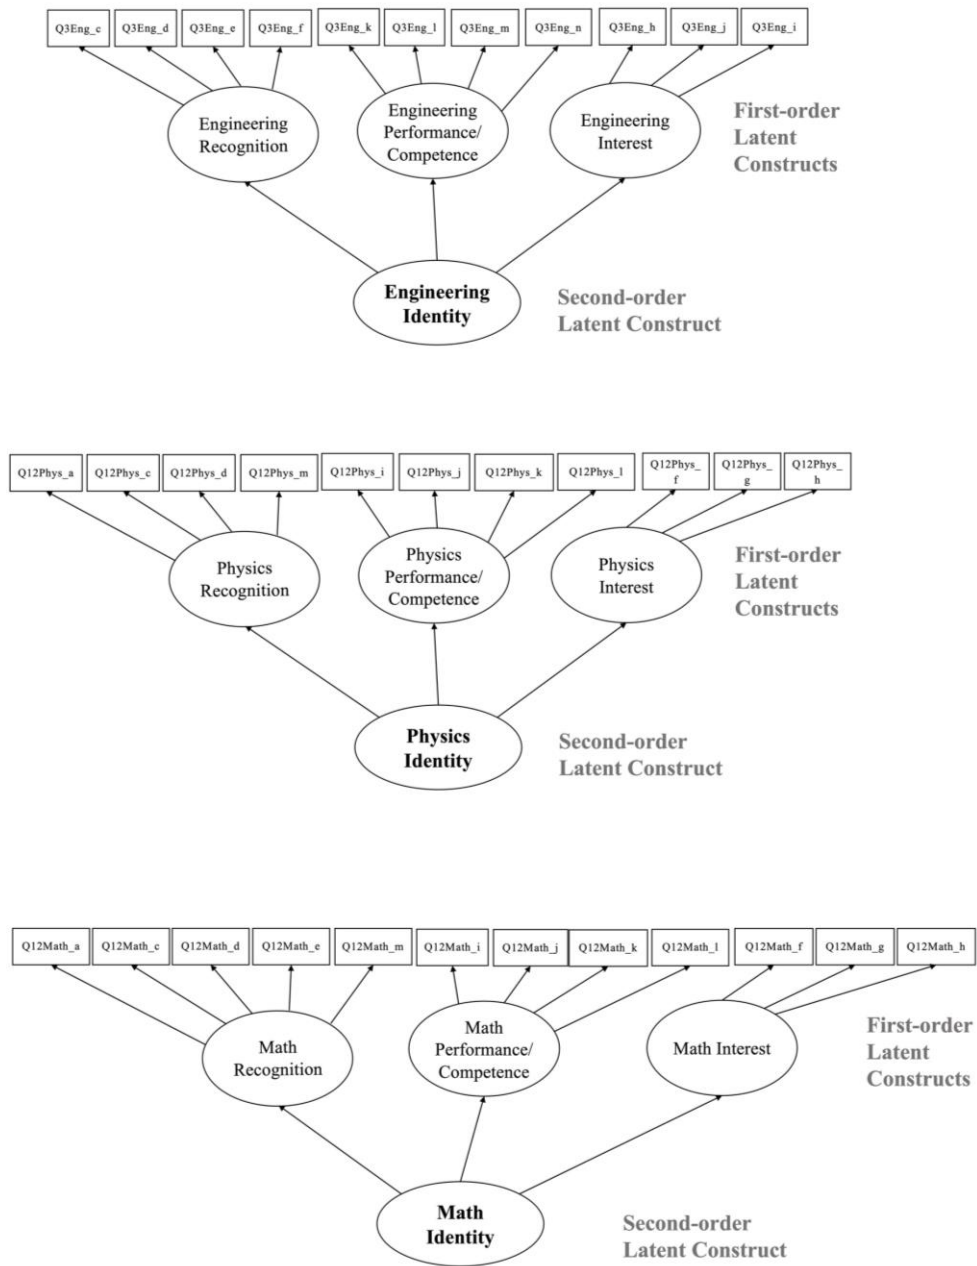 Q3Eng_c Q3Eng_d Q3Eng_e Q3Eng_f Q3Eng_k Q3Eng_l Q3Eng_m Q3Eng_n Q3Eng_h Q3Eng_j Q3Eng_i
Engineering
Recognition
Engineering
Performance/
Competence
Engineering
Interest
First-order
Latent
Constructs
Engineering
Identity
Second-order
Latent Construct
Q12Phys_a Q12Phys_c Q12Phys_d Q12Phys_m Q12Phys_i Q12Phys_j Q12Phys_k Q12Phys_l
Q12Phys_
f
Q12Phys_
g
Q12Phys_
h
Physics
Recognition
Physics
Performance/
Competence
Physics
Interest
First-order
Latent
Constructs
Physics
Identity
Second-order
Latent Construct
Q12Math_a Q12Math_c Q12Math_d Q12Math_e Q12Math_m Q12Math_i Q12Math_j Q12Math_k Q12Math_l Q12Math_f Q12Math_g Q12Math_h
Math
Recognition
Math
Performance/
Competence
Math Interest
First-order
Latent
Constructs
Math
Identity
Second-order
Latent Construct